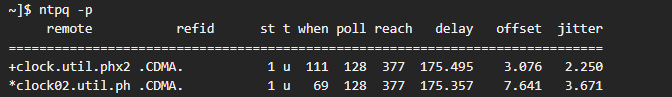 ~]$ ntpq -p
     remote           refid      st t when poll reach   delay   offset  jitter
==============================================================================
+clock.util.phx2 .CDMA.           1 u  111  128  377  175.495    3.076   2.250
*clock02.util.ph .CDMA.           1 u   69  128  377  175.357    7.641   3.671